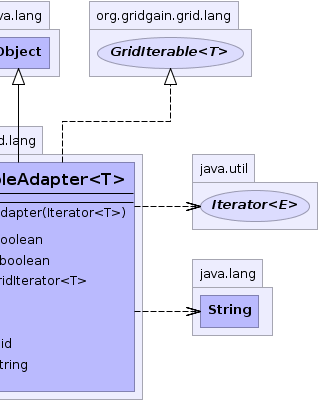 va.lang
org.gridgain.grid.lang
Object
GridIterable<T>
d.lang
leAdapter<T>
java.util
dapter(Iterator<T>)
Iterator<E>
oolean
boolean
ridIterator<T>
java.lang
String
id
tring